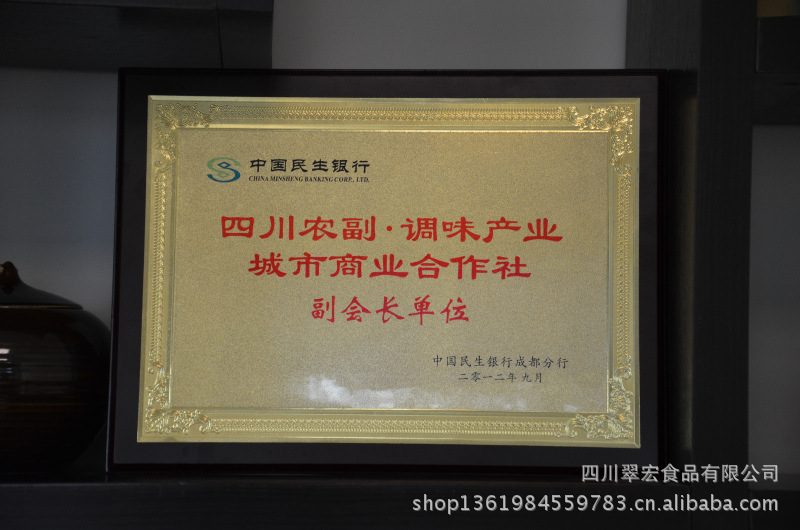 中国民生银行
CHINA MINSHENG BANKING CORP., LTD.
四川农副·调味产业
城市商业合作社
副会长单位
中国民生银行成都分行
二零一二年 九月
四川翠宏食品有限公司
shop1361984559783.cn.alibaba.com